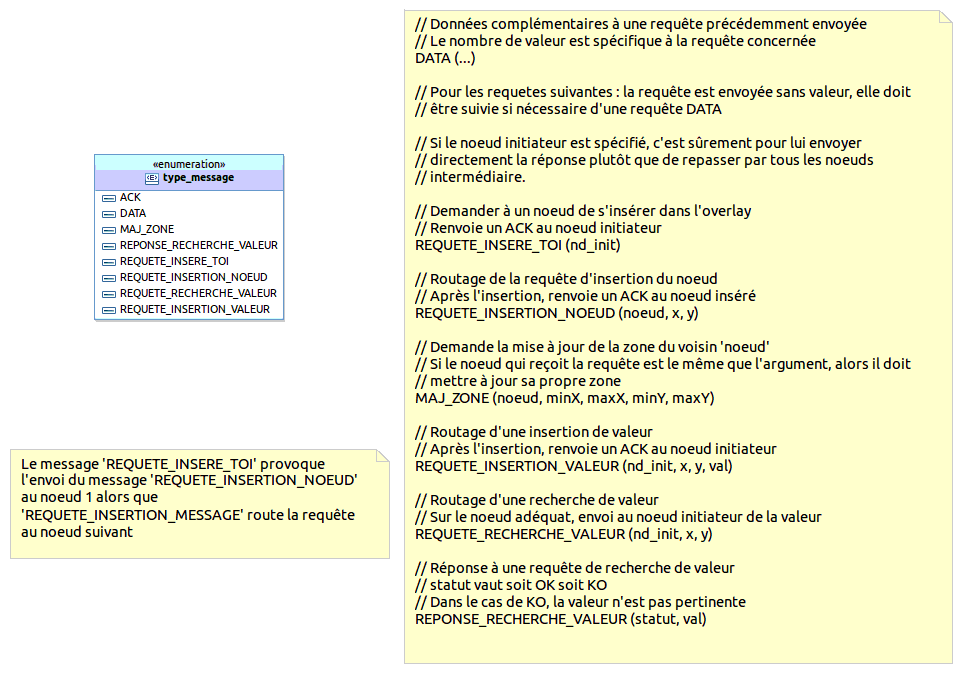 «enumeration»
type_message
ACK
DATA
MAJ_ZONE
REPONSE_RECHERCHE_VALEUR
REQUETE_INSERE_TOI
REQUETE_INSERTION_NOEUD
REQUETE_RECHERCHE_VALEUR
REQUETE_INSERTION_VALEUR
Le message 'REQUETE_INSERE_TOI' provoque
l'envoi du message 'REQUETE_INSERTION_NOEUD'
au noeud 1 alors que
'REQUETE_INSERTION_MESSAGE' route la requête
au noeud suivant
// Données complémentaires à une requête précédemment envoyée
// Le nombre de valeur est spécifique à la requête concernée
DATA (...)
// Pour les requetes suivantes : la requête est envoyée sans valeur, elle doit
// être suivie si nécessaire d'une requête DATA
// Si le noeud initiateur est spécifié, c'est sûrement pour lui envoyer
// directement la réponse plutôt que de repasser par tous les noeuds
// intermédiaire.
// Demander à un noeud de s'insérer dans l'overlay
// Renvoie un ACK au noeud initiateur
REQUETE_INSERE_TOI (nd_init)
// Routage de la requête d'insertion du noeud
// Après l'insertion, renvoie un ACK au noeud inséré
REQUETE_INSERTION_NOEUD (noeud, x, y)
// Demande la mise à jour de la zone du voisin 'noeud'
// Si le noeud qui reçoit la requête est le même que l'argument, alors il doit
// mettre à jour sa propre zone
MAJ_ZONE (noeud, minX, maxX, minY, maxY)
// Routage d'une insertion de valeur
// Après l'insertion, renvoie un ACK au noeud initiateur
REQUETE_INSERTION_VALEUR (nd_init, x, y, val)
// Routage d'une recherche de valeur
// Sur le noeud adéquat, envoi au noeud initiateur de la valeur
REQUETE_RECHERCHE_VALEUR (nd_init, x, y)
// Réponse à une requête de recherche de valeur
// statut vaut soit OK soit KO
// Dans le cas de KO, la valeur n'est pas pertinente
REPONSE_RECHERCHE_VALEUR (statut, val)